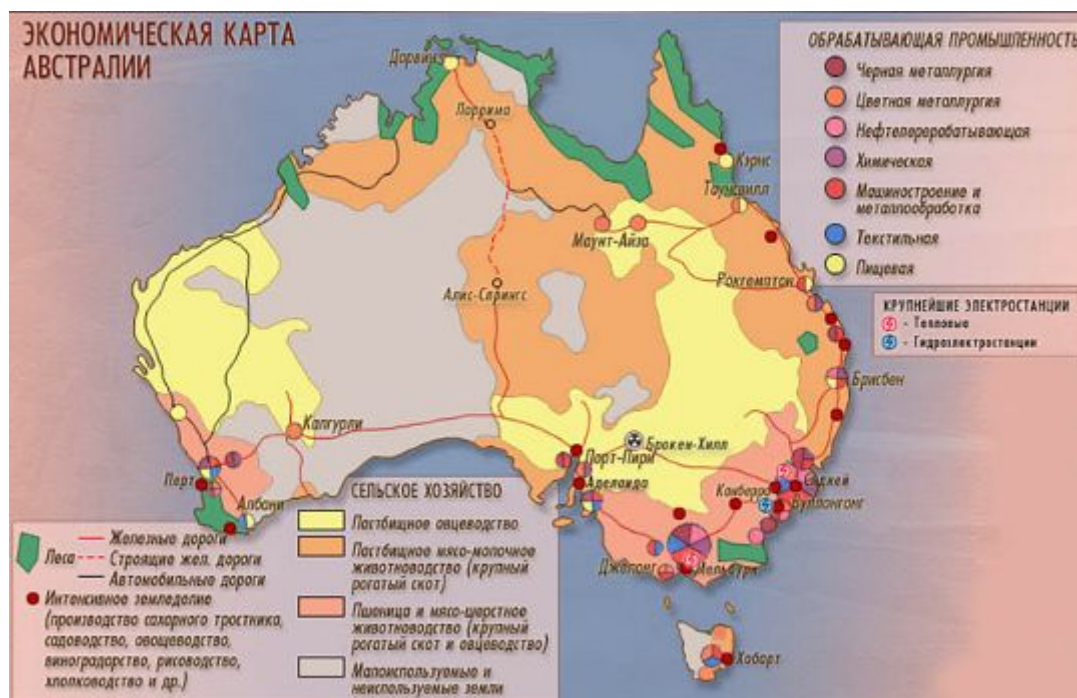 ЭКОНОМИЧЕСКАЯ КАРТА
АВСТРАЛИИ
ОБРАБАТЫВАЮЩАЯ ПРОМЫШЛЕННОСТЬ
Черная металлургия
Цветная металлургия
Нефтеперерабатывающая
Химическая
Машиностроение и
металлообработка
Текстильная
Пищевая
КРУПНЕЙШИЕ ЭЛЕКТРОСТАНЦИИ
- Тепловые
- Гидроэлектростанции
Дарвин
Ларрима
Кэрнс
Таунсвилл
Маунт-Айза
Рокгемптон
Алис-Спрингс
Брисбен
Калгурли
Брокен-Хилл
Порт-Пири
Перт
Аделаида
Канберра
Сидней
Вуллонгонг
Албани
Джелонг
Мельбурн
Хобарт
Железные дороги
Леса
Строящие жел. дороги
Автомобильные дороги
Интенсивное земледелие
(производство сахарного тростника,
садоводство, овощеводство,
виноградарство, рисоводство,
хлопководство и др.)
СЕЛЬСКОЕ ХОЗЯЙСТВО
Пастбищное овцеводство
Пастбищное мясо-молочное
животноводство (крупный
рогатый скот)
Пшеница и мясо-шерстное
животноводство (крупный
рогатый скот и овцеводство)
Малоиспользуемые и
неиспользуемые земли